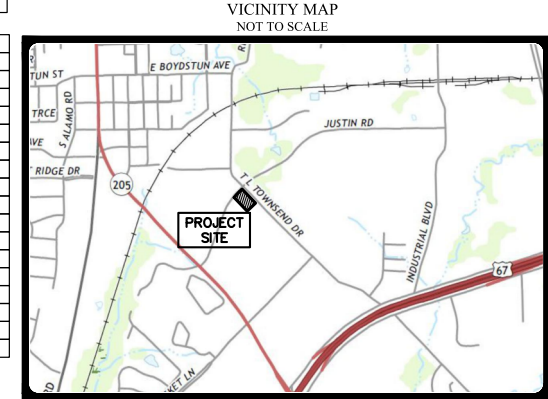 VICINITY MAP
NOT TO SCALE
E BOYDSTUN AVE
TUN ST
S ALAMO RD
TRCE
JUSTIN RD
AVE
RIDGE DR
205
T L TOWNSEND DR
PROJECT
SITE
INDUSTRIAL BLVD
67
KET LN
RD